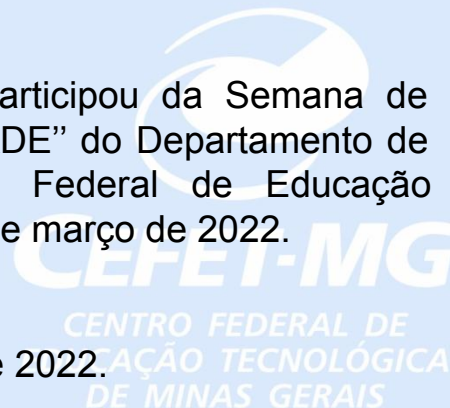 articipou da Semana de
DE” do Departamento de
Federal de Educação
e março de 2022.
CEFET-MG
CENTRO FEDERAL DE
EDUCAÇÃO TECNOLÓGICA
e 2022.
DE MINAS GERAIS